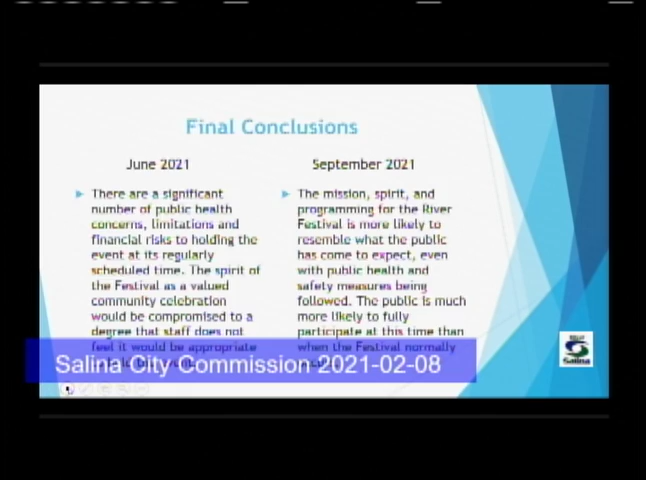 Final Conclusions
June 2021
There are a significant
number of public health
concerns, limitations and
financial risks to holding the
event at its regularly
scheduled time. The spirit of
the Festival as a valued
community celebration
would be compromised to a
degree that staff does not
feel it would be appropriate
September 2021
The mission, spirit, and
programming for the River
Festival is more likely to
resemble what the public
has come to expect, even
with public health and
safety measures being
followed. The public is much
more likely to fully
participate at this time than
when the Festival normally
Salina
Salina City Commission 2021-02-08